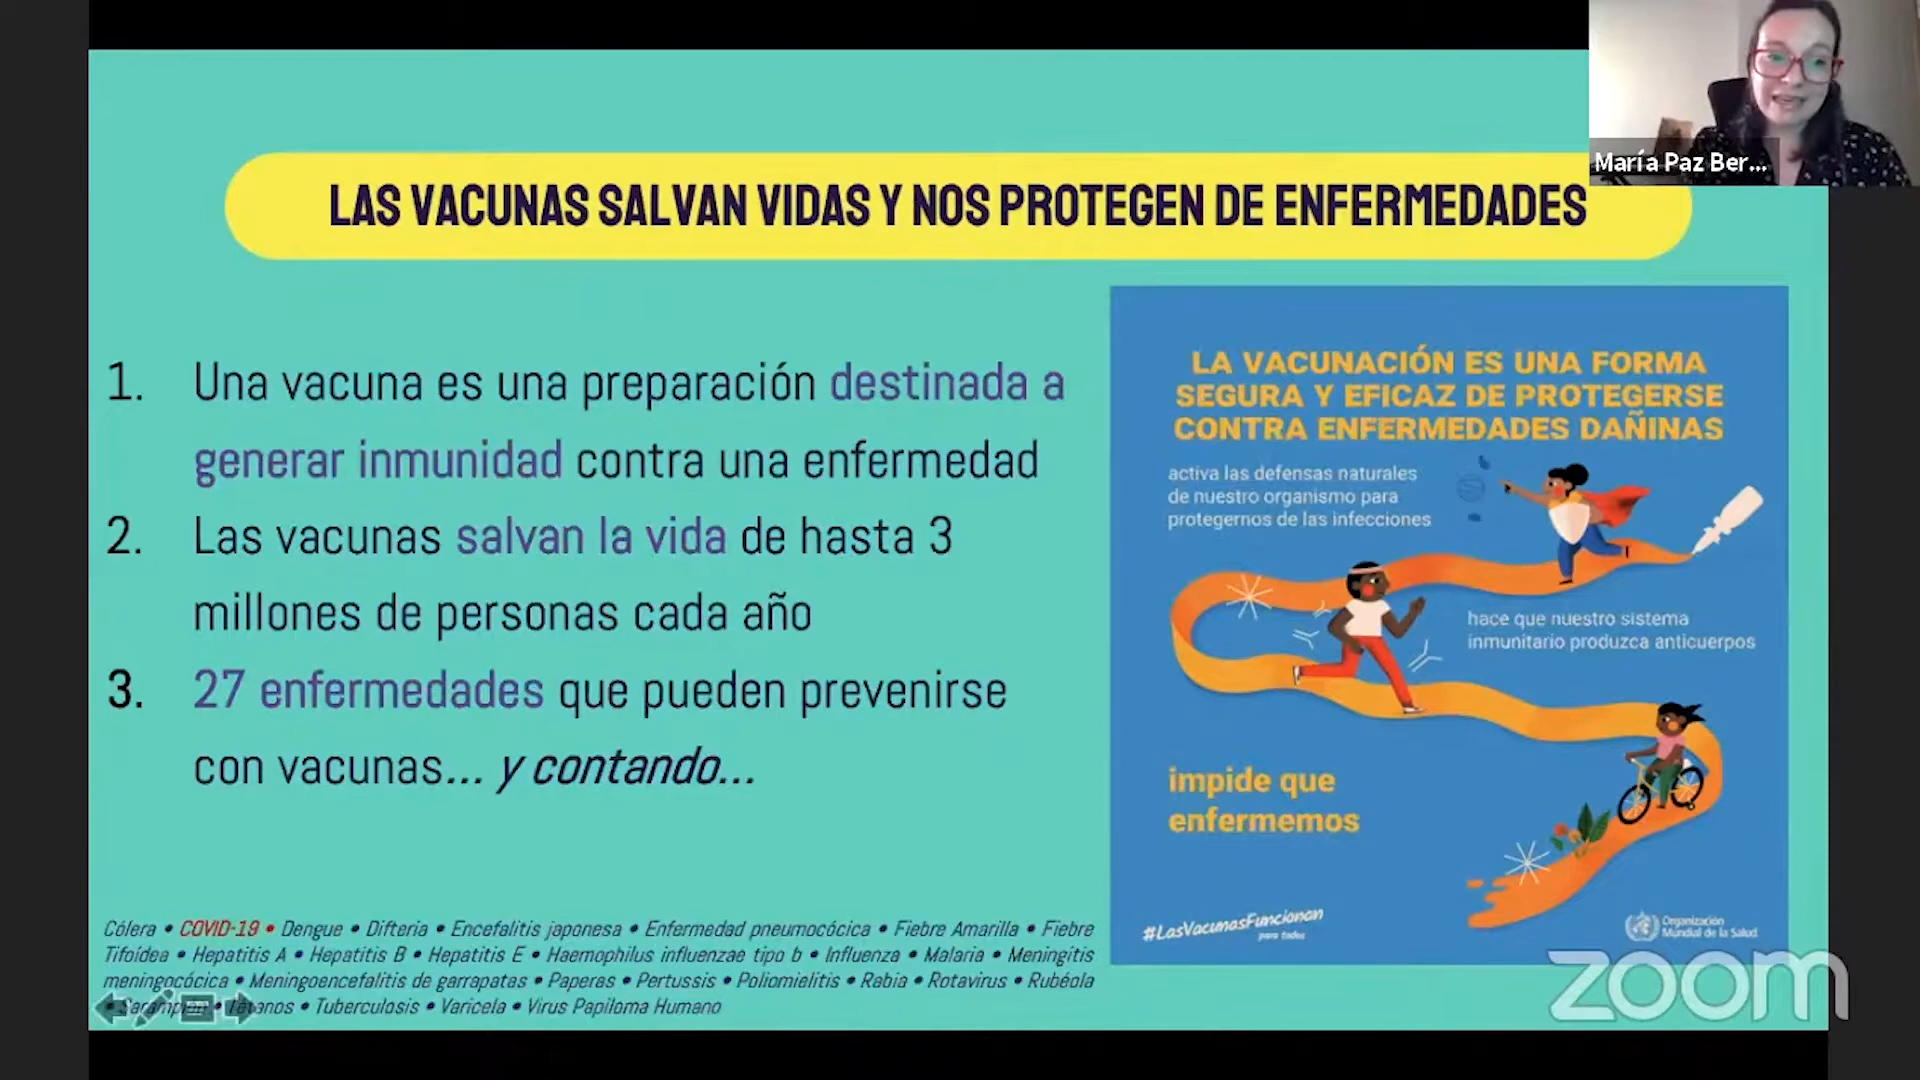 María Paz Ber...
LAS VACUNAS SALVAN VIDAS Y NOS PROTEGEN DE ENFERMEDADES
1. Una vacuna es una preparación destinada a
generar inmunidad contra una enfermedad
2. Las vacunas salvan la vida de hasta 3
millones de personas cada año
3. 27 enfermedades que pueden prevenirse
con vacunas... y contando...
LA VACUNACIÓN ES UNA FORMA
SEGURA Y EFICAZ DE PROTEGERSE
CONTRA ENFERMEDADES DAÑINAS
activa las defensas naturales
de nuestro organismo para
protegernos de las infecciones
hace que nuestro sistema
inmunitario produzca anticuerpos
impide que
enfermemos
#LasVacunasFuncionan
para todos
Organización
Mundial de la Salud
Cólera • COVID-19 • Dengue • Difteria • Encefalitis japonesa • Enfermedad pneumocócica • Fiebre Amarilla • Fiebre
Tifoídea • Hepatitis A • Hepatitis B • Hepatitis E • Haemophilus influenzae tipo b • Influenza • Malaria • Meningitis
meningocócica • Meningoencefalitis de garrapatas • Paperas • Pertussis • Poliomielitis • Rabia • Rotavirus • Rubéola
• Sarampión • Tétanos • Tuberculosis • Varicela • Virus Papiloma Humano
zoom